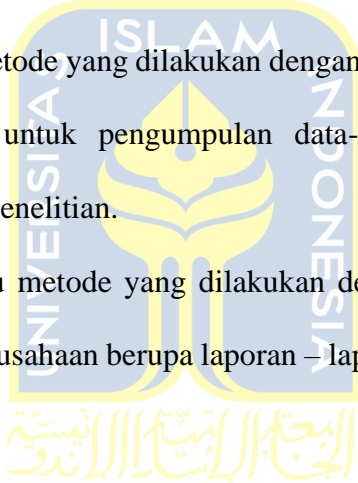 ISLAM
UNIVERSITAS
INDONESIA
etode yang dilakukan dengan
untuk pengumpulan data-
enelitian.
u metode yang dilakukan de
usahaan berupa laporan – lap